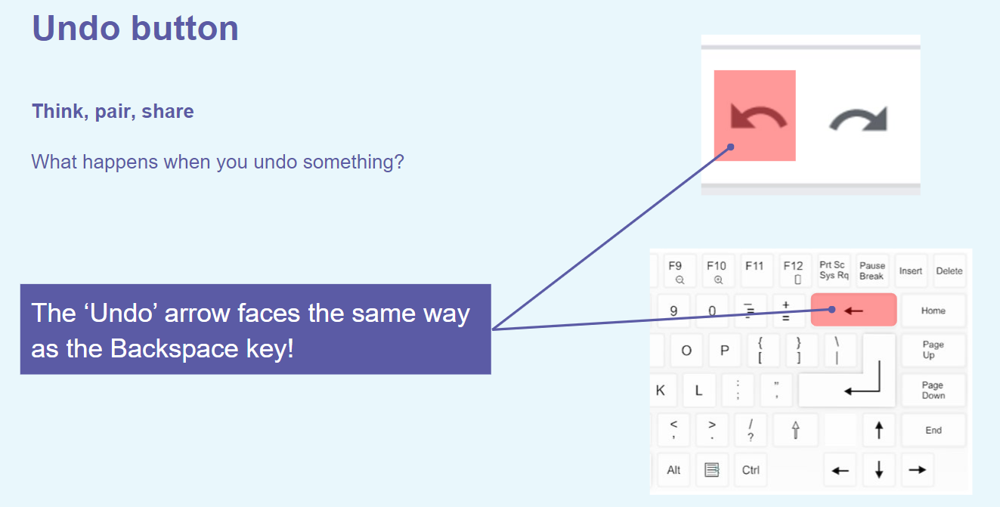 Undo button
Think, pair, share
What happens when you undo something?
The ‘Undo’ arrow faces the same way
as the Backspace key!
F9 F10 F11 F12 Prt Sc Sys Rq Pause Break Insert Delete
9 0 _ - = + = Home
O P { [ } ] \ | Page Up
K L : ; " , Page Down
< , > . / ? End
Alt Ctrl